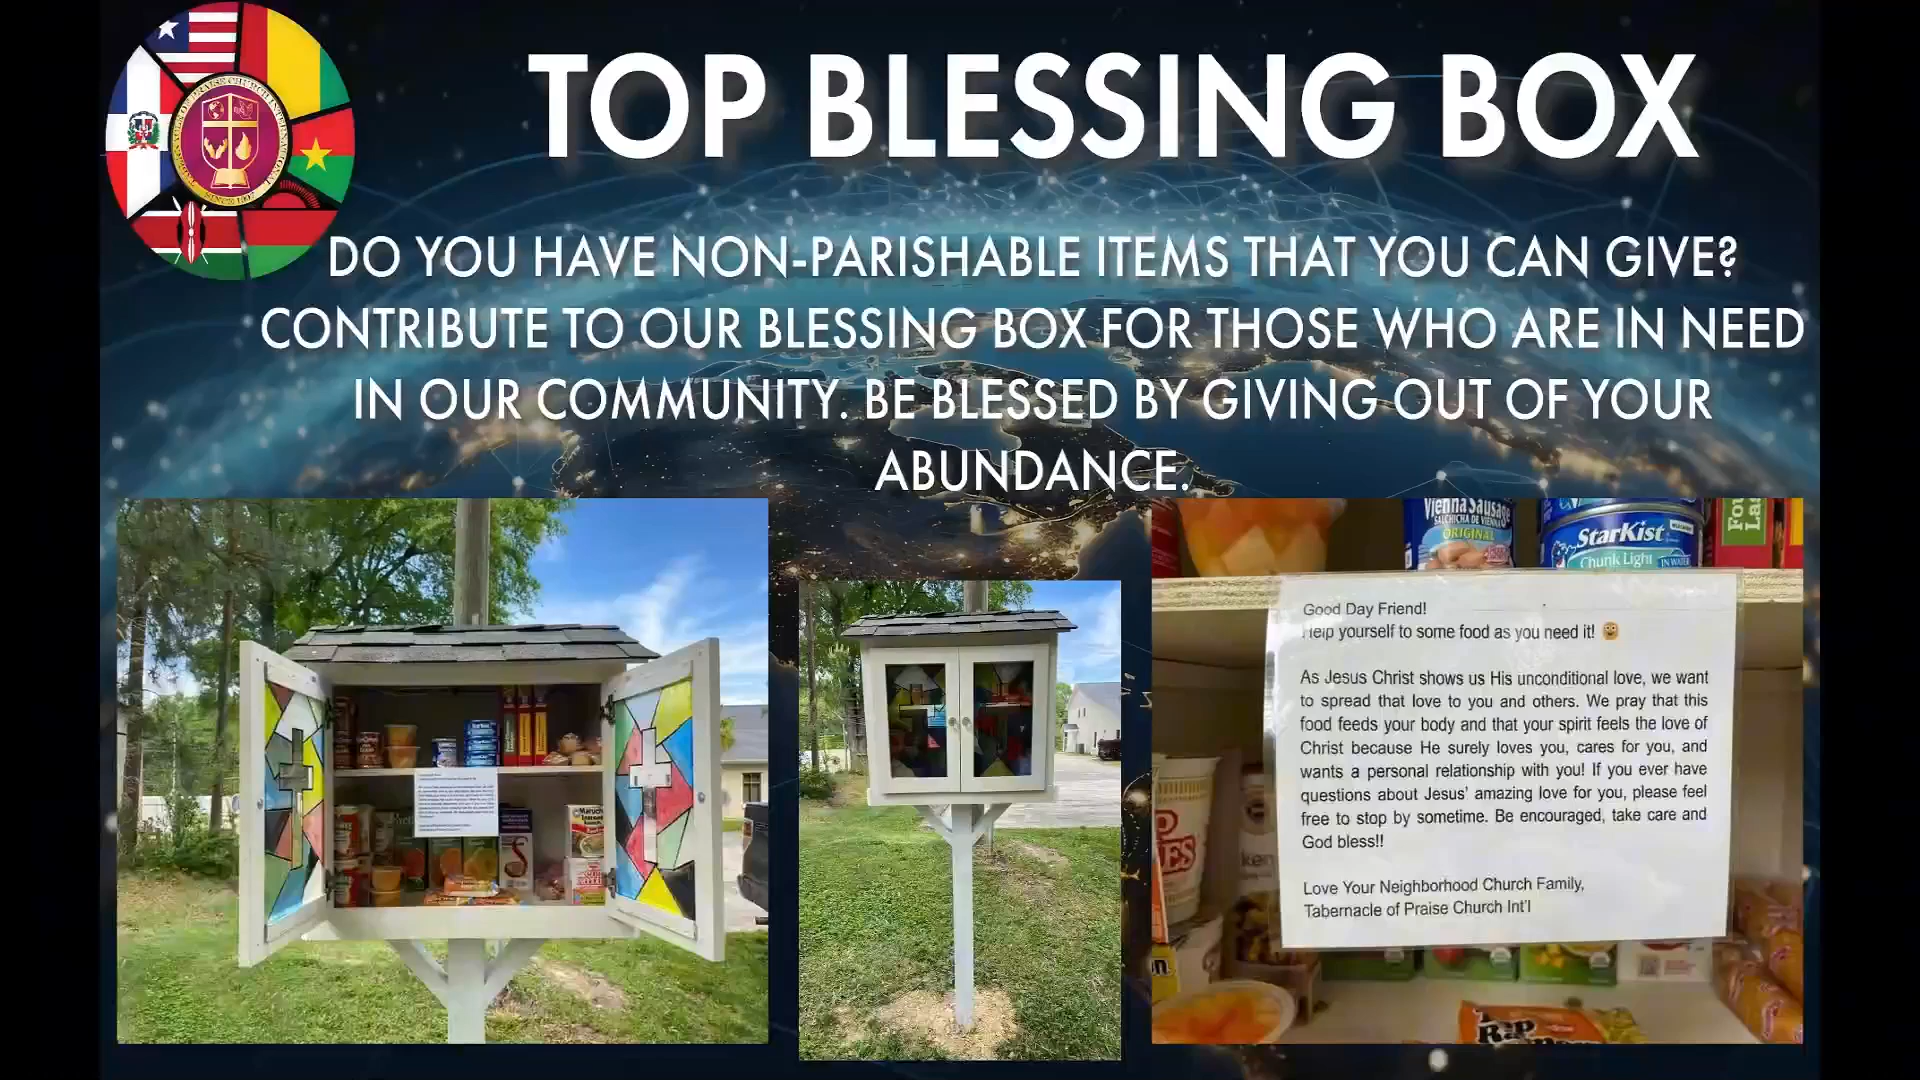 TOP BLESSING BOX
DO YOU HAVE NON-PARISHABLE ITEMS THAT YOU CAN GIVE?
CONTRIBUTE TO OUR BLESSING BOX FOR THOSE WHO ARE IN NEED
IN OUR COMMUNITY. BE BLESSED BY GIVING OUT OF YOUR
ABUNDANCE.
Vienna Sausage
SALCHICHA DE VIENNA
ORIGINAL
StarKist
Chunk Light
IN WATER
Good Day Friend!
Help yourself to some food as you need it!
As Jesus Christ shows us His unconditional love, we want
to spread that love to you and others. We pray that this
food feeds your body and that your spirit feels the love of
Christ because He surely loves you, cares for you, and
wants a personal relationship with you! If you ever have
questions about Jesus' amazing love for you, please feel
free to stop by sometime. Be encouraged, take care and
God bless!!
Love Your Neighborhood Church Family,
Tabernacle of Praise Church Int'l